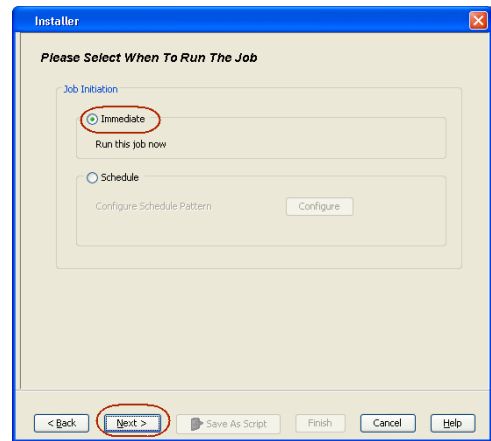 Installer
Please Select When To Run The Job
Job Initiation
Immediate
Run this job now
Schedule
Configure Schedule Pattern Configure
< Back Next > Save As Script Finish Cancel Help